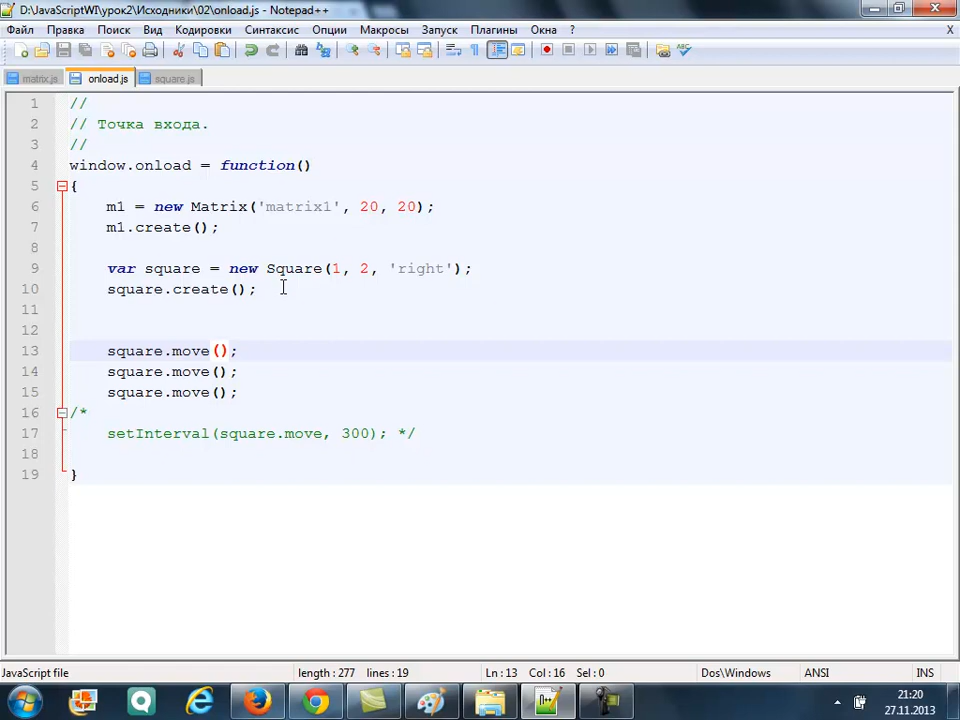 D:\JavaScriptWI\урок2\Исходники\02\onload.js - Notepad++
Файл Правка Поиск Вид Кодировки Синтаксис Опции Макросы Запуск Плагины Окна ? X
matrix.js onload.js square.js
1 //
2 // Точка входа.
3 //
4 window.onload = function()
5 {
6 m1 = new Matrix('matrix1', 20, 20);
7 m1.create();
8
9 var square = new Square(1, 2, 'right');
10 square.create();
11
12
13 square.move();
14 square.move();
15 square.move();
16 /*
17 setInterval(square.move, 300); */
18
19 }
JavaScript file length : 277 lines : 19 Ln : 13 Col : 16 Sel : 0 Dos\Windows ANSI INS
21:20
27.11.2013